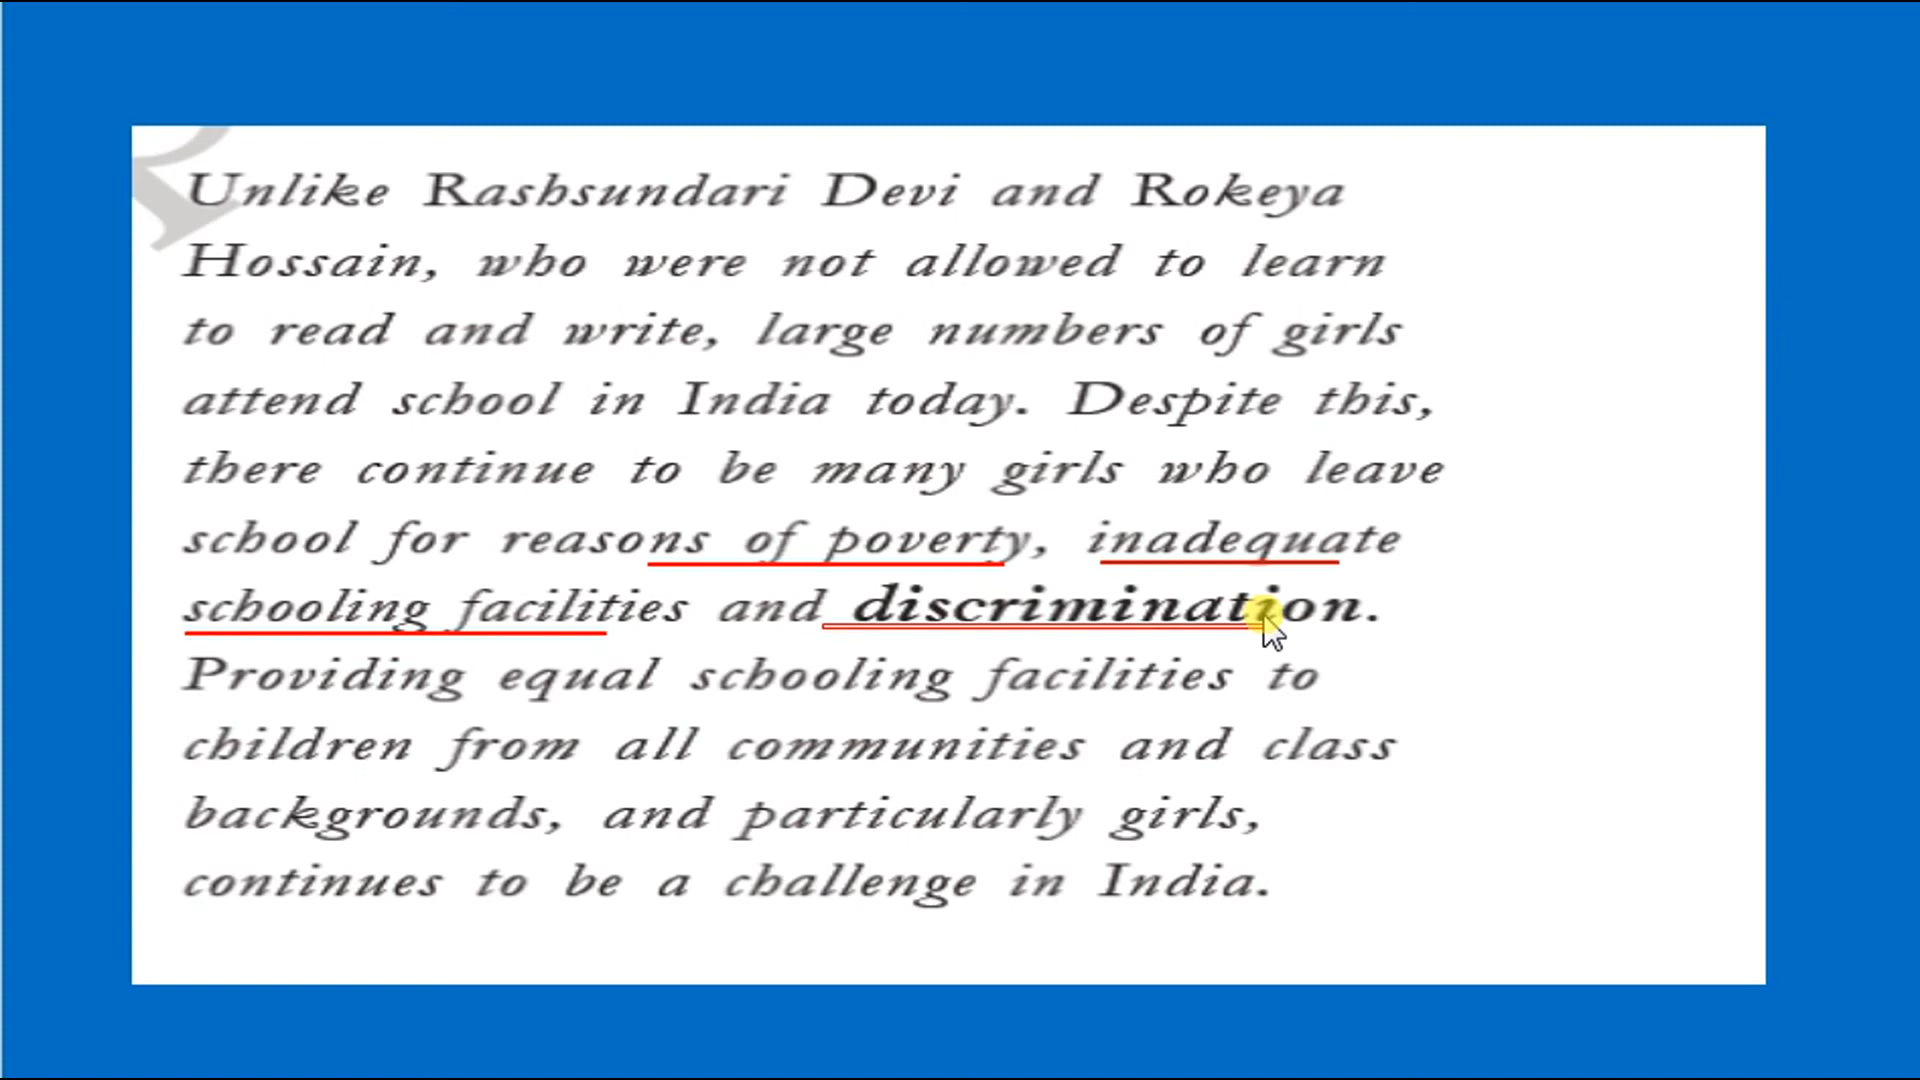 Unlike Rashsundari Devi and Rokeya
Hossain, who were not allowed to learn
to read and write, large numbers of girls
attend school in India today. Despite this,
there continue to be many girls who leave
school for reasons of poverty, inadequate
schooling facilities and discrimination.
Providing equal schooling facilities to
children from all communities and class
backgrounds, and particularly girls,
continues to be a challenge in India.